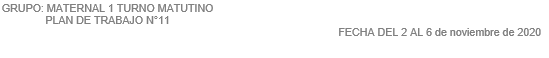 GRUPO: MATERNAL 1 TURNO MATUTINO
PLAN DE TRABAJO N°11
FECHA DEL 2 AL 6 de noviembre de 2020